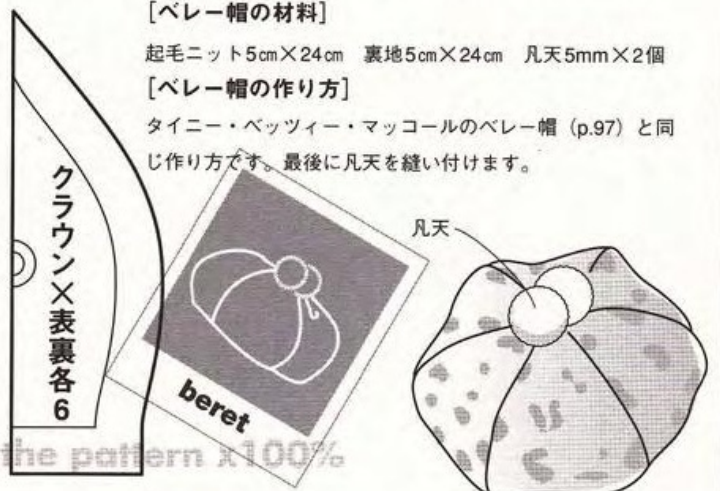 [ベレー帽の材料]
起毛ニット5cm×24cm 裏地5cm×24cm 凡天5mm×2個
[ベレー帽の作り方]
タイニー・ベッツィー・マッコールのベレー帽(p.97)と同
じ作り方です。最後に凡天を縫い付けます。
クラウン×表裏各6
凡天
beret
the pattern x100%